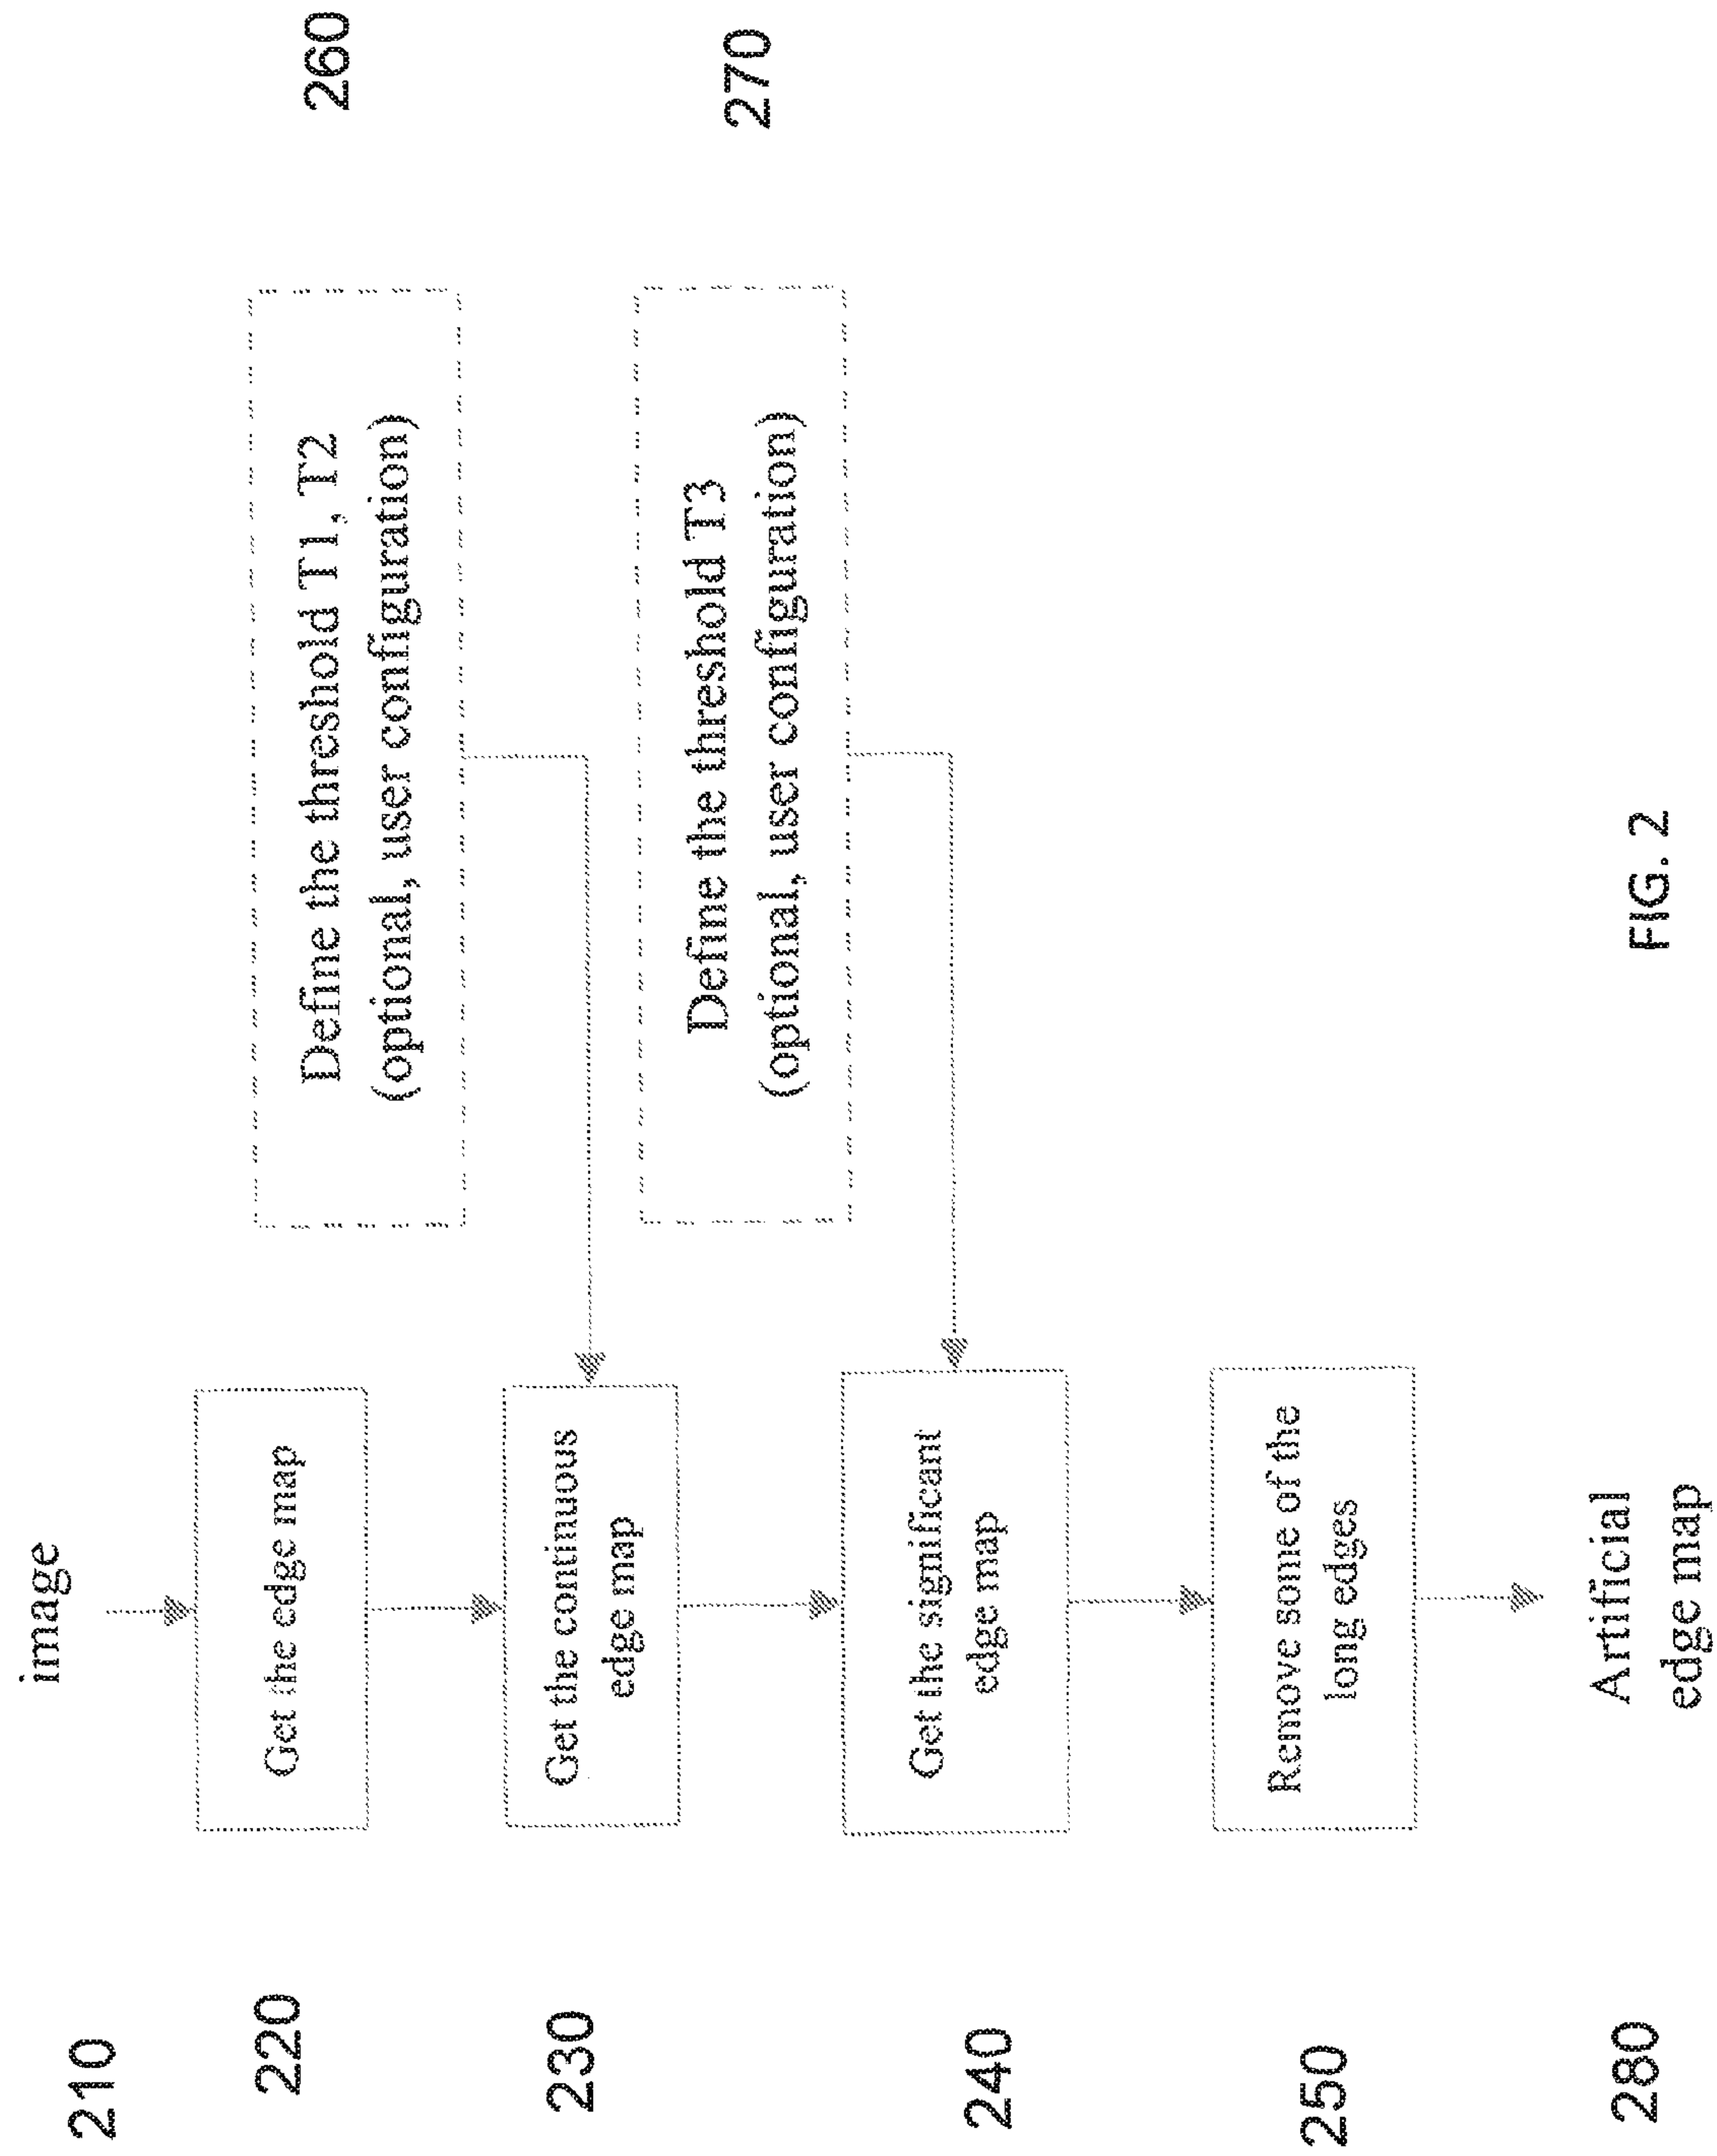 210
image
220
Get the edge map
260
Define the threshold T1, T2
(optional, user configuration)
230
Get the continuous
edge map
270
Define the threshold T3
(optional, user configuration)
240
Get the significant
edge map
250
Remove some of the
long edges
280
Artificial
edge map
FIG. 2